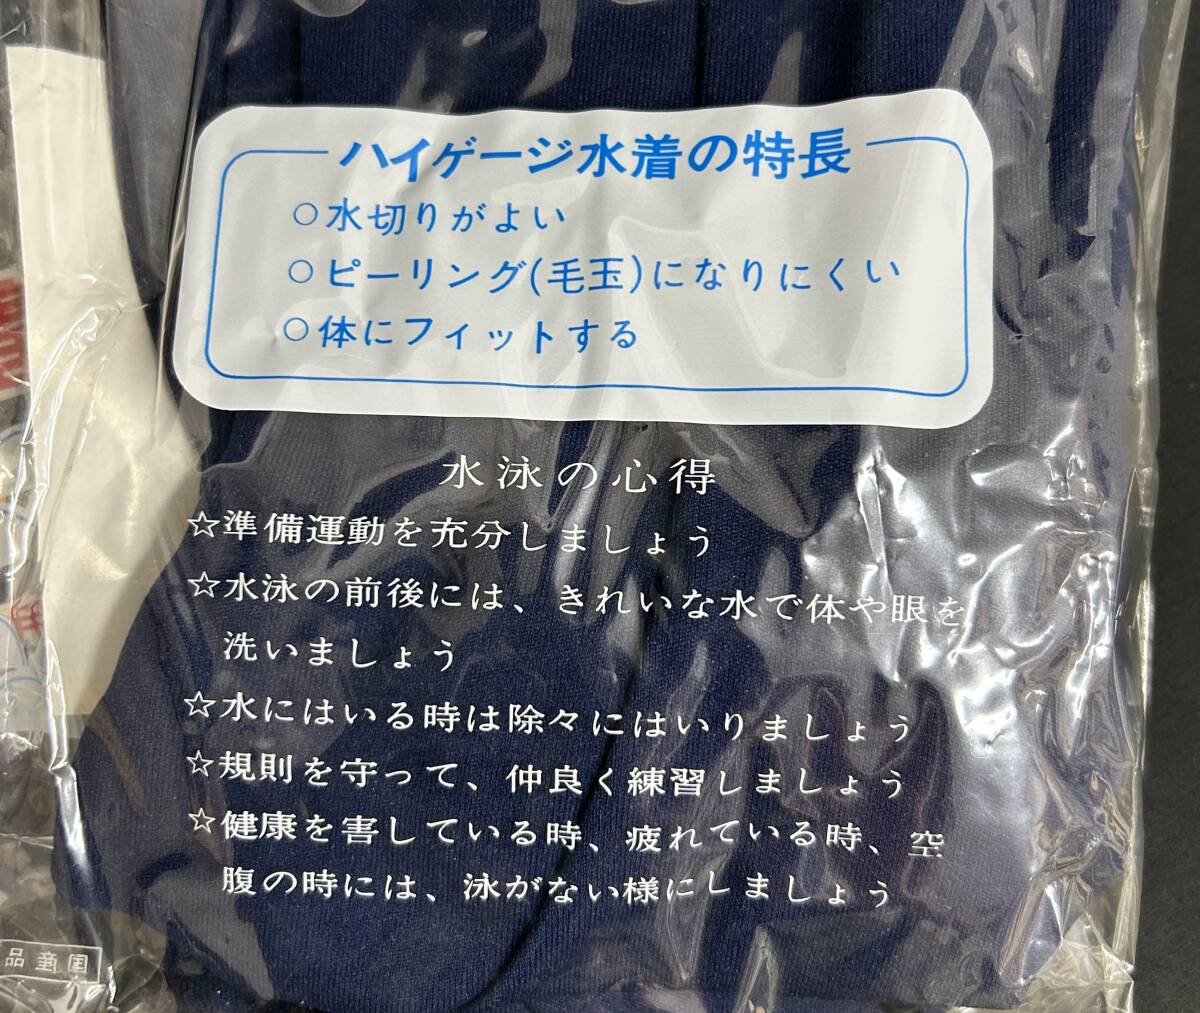 ハイゲージ水着の特長
○水切りがよい
○ピーリング(毛玉)になりにくい
○体にフィットする
水泳の心得
☆準備運動を充分しましょう
☆水泳の前後には、きれいな水で体や眼を
洗いましょう
☆水にはいる時は除々にはいりましょう
☆規則を守って、仲良く練習しましょう
☆健康を害している時、疲れている時、空
腹の時には、泳がない様にしましょう
国産品